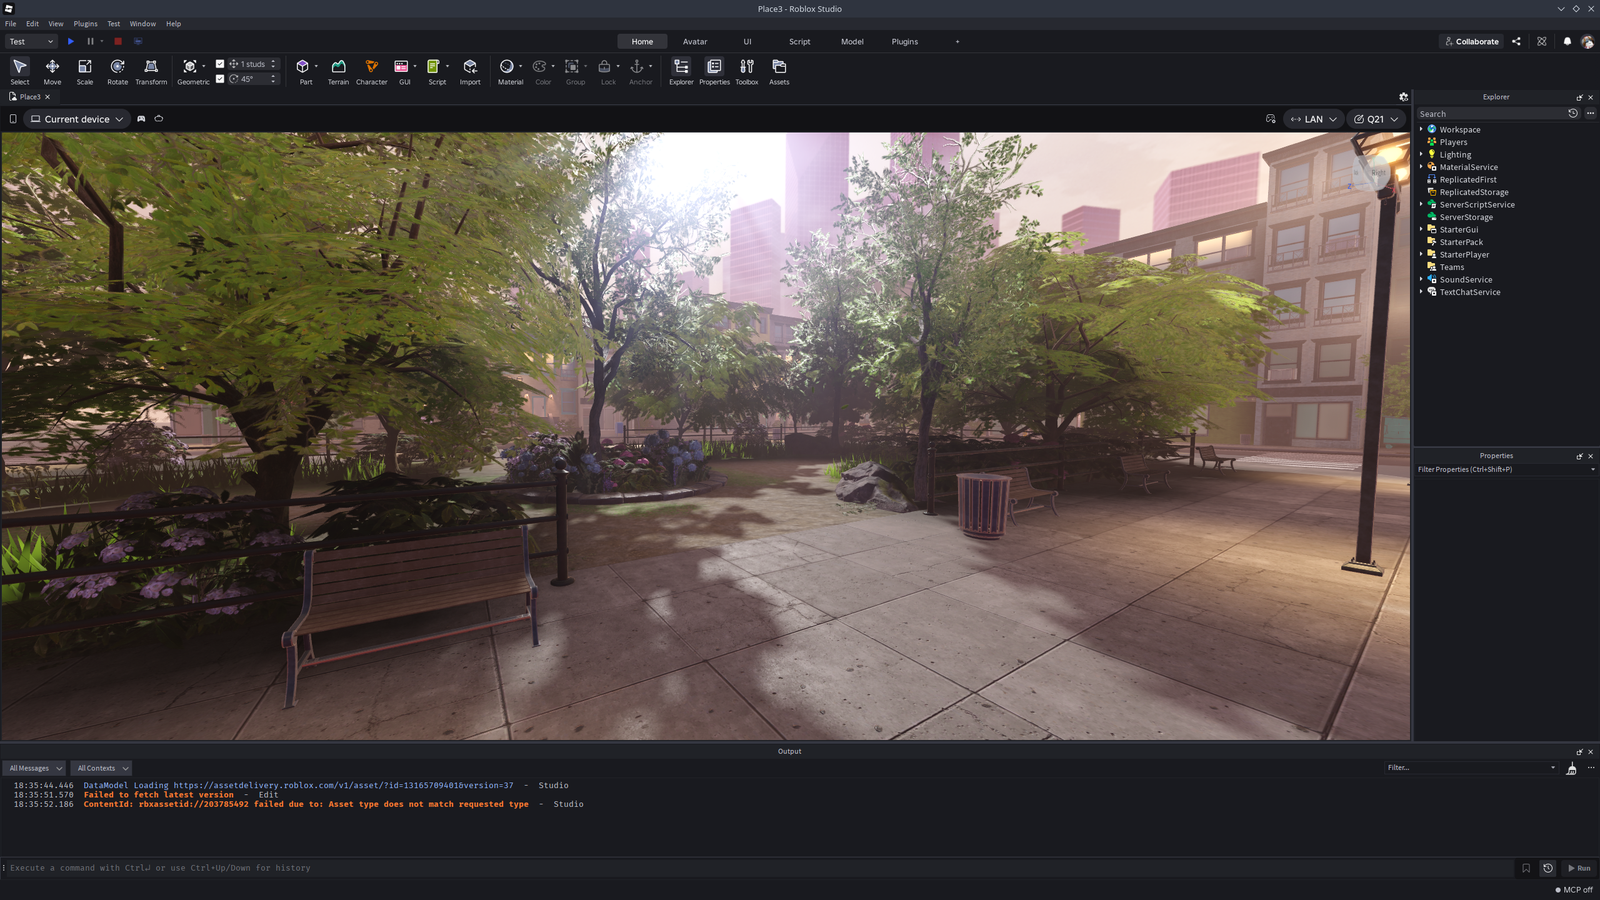 Place3 - Roblox Studio
File Edit View Plugins Test Window Help
Test
Home Avatar UI Script Model Plugins +
Collaborate
Select Move Scale Rotate Transform Geometric
1 studs
45°
Part Terrain Character GUI Script Import Material Color Group Lock Anchor Explorer Properties Toolbox Assets
Place3
Current device
LAN
Q21
Right
Explorer
Search
Workspace
Players
Lighting
MaterialService
ReplicatedFirst
ReplicatedStorage
ServerScriptService
ServerStorage
StarterGui
StarterPack
StarterPlayer
Teams
SoundService
TextChatService
Properties
Filter Properties (Ctrl+Shift+P)
Output
All Messages All Contexts
Filter...
18:35:44.446 DataModel Loading https://assetdelivery.roblox.com/v1/asset/?id=13165709401&version=37 - Studio
18:35:51.570 Failed to fetch latest version - Edit
18:35:52.186 ContentId: rbxassetid://203785492 failed due to: Asset type does not match requested type - Studio
Execute a command with Ctrl↵ or use Ctrl+Up/Down for history
Run
MCP off